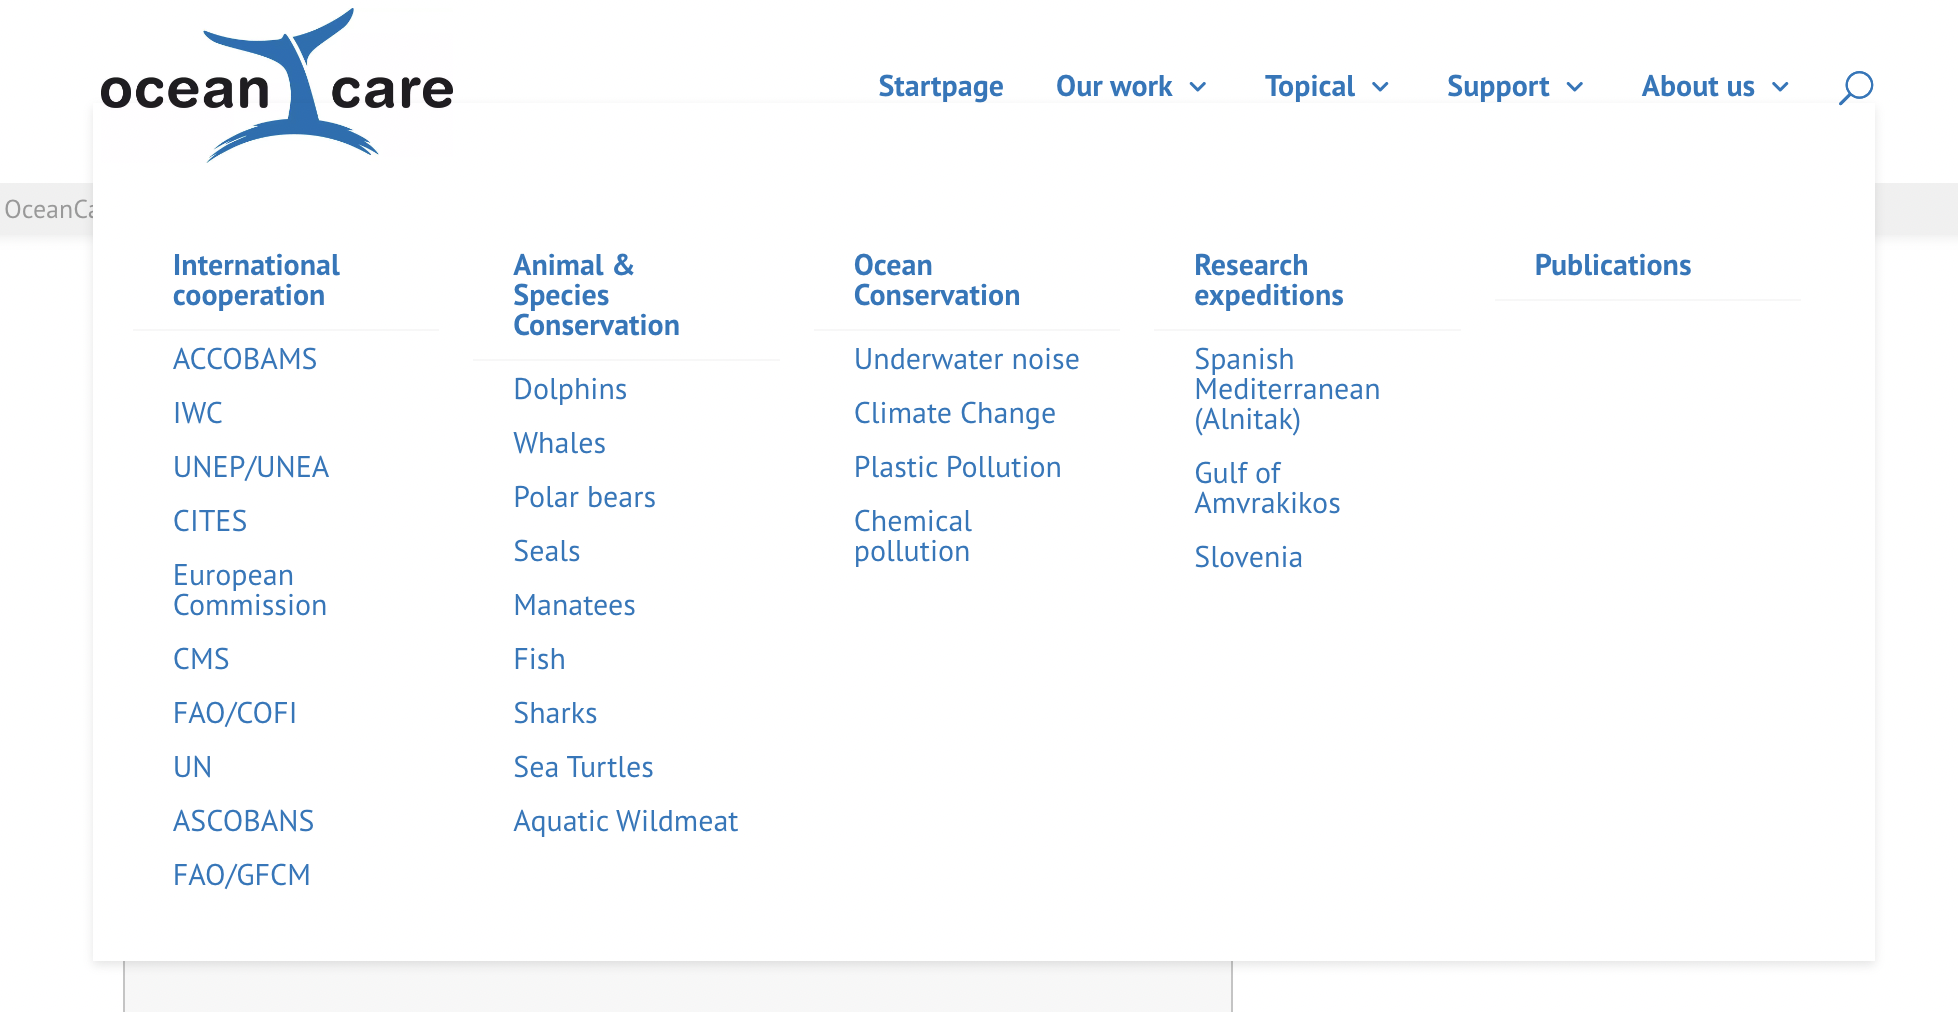 ocean care
Startpage
Our work
Topical
Support
About us
OceanCa
International
cooperation
ACCOBAMS
IWC
UNEP/UNEA
CITES
European
Commission
CMS
FAO/COFI
UN
ASCOBANS
FAO/GFCM
Animal &
Species
Conservation
Dolphins
Whales
Polar bears
Seals
Manatees
Fish
Sharks
Sea Turtles
Aquatic Wildmeat
Ocean
Conservation
Underwater noise
Climate Change
Plastic Pollution
Chemical
pollution
Research
expeditions
Spanish
Mediterranean
(Alnitak)
Gulf of
Amvrakikos
Slovenia
Publications